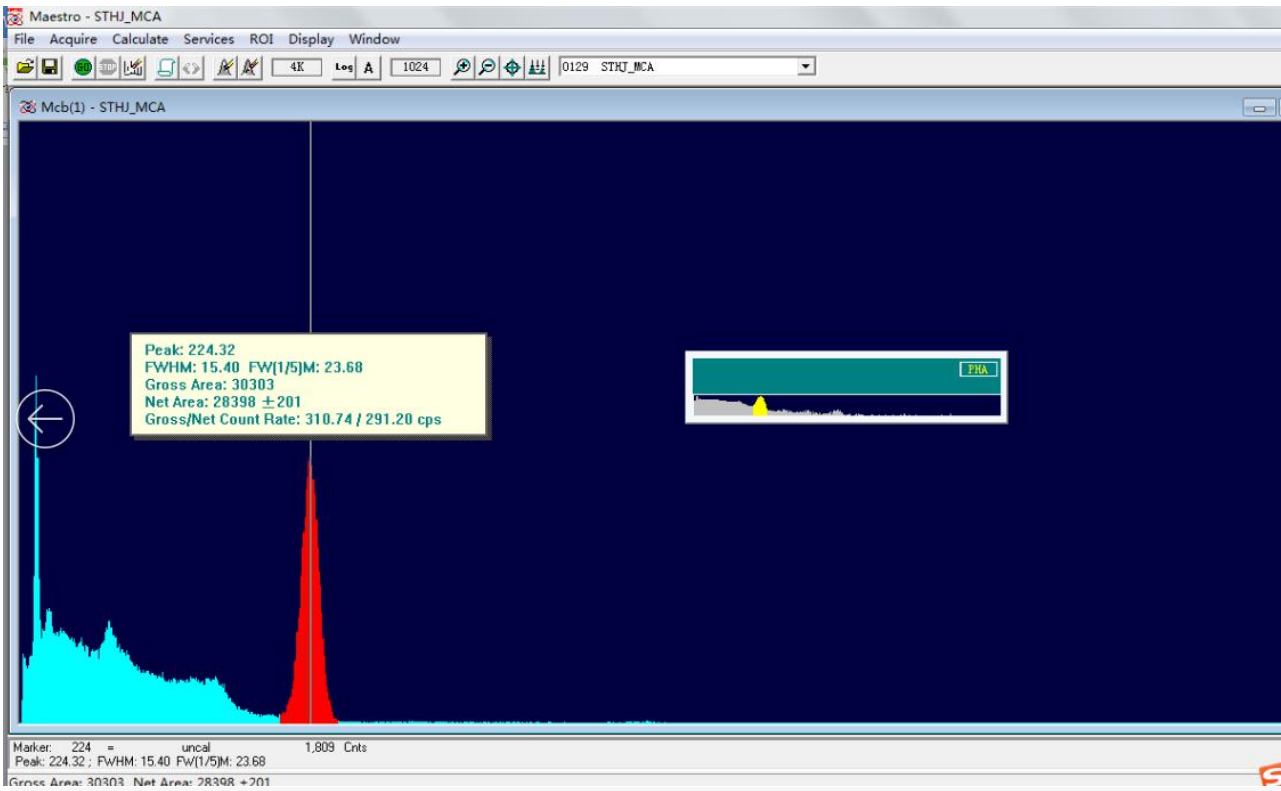 Maestro - STHJ_MCA
File Acquire Calculate Services ROI Display Window
GO STOP 4K Log A 1024 0129 STHJ_MCA
Mcb(1) - STHJ_MCA
Peak: 224.32
FWHM: 15.40 FW(1/5)M: 23.68
Gross Area: 30303
Net Area: 28398 ±201
Gross/Net Count Rate: 310.74 / 291.20 cps
PHA
Marker: 224 = uncal 1,809 Cnts
Peak: 224.32 ; FWHM: 15.40 FW(1/5)M: 23.68
Gross Area: 30303 Net Area: 28398 ±201